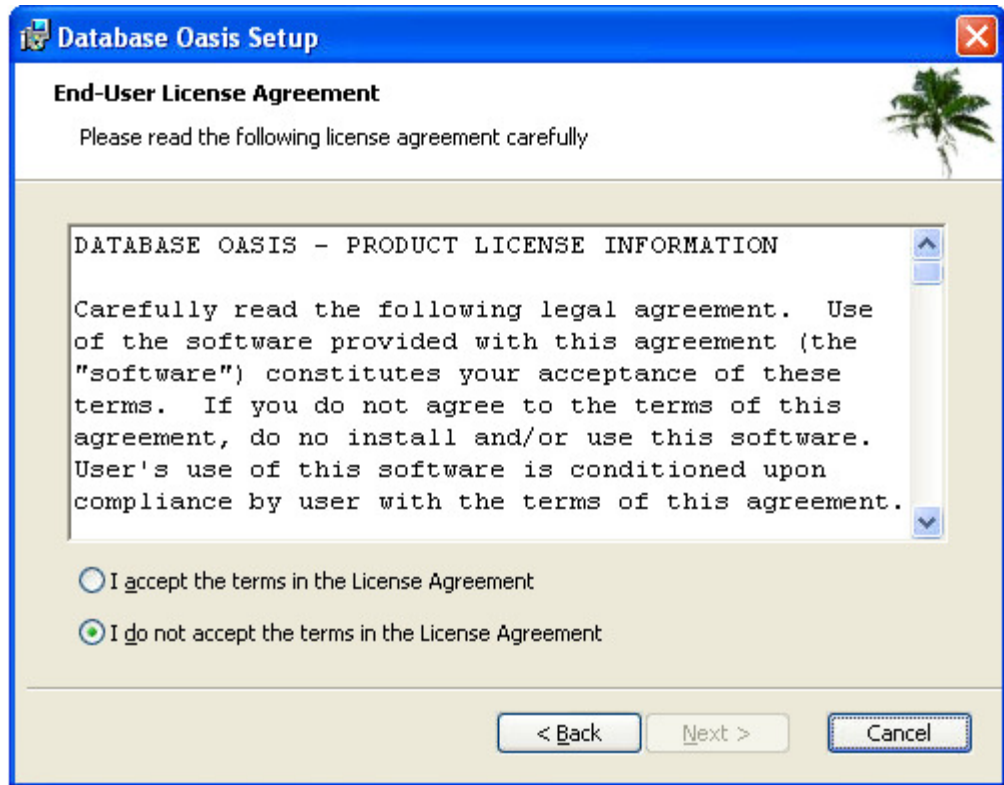 Database Oasis Setup
End-User License Agreement
Please read the following license agreement carefully
DATABASE OASIS - PRODUCT LICENSE INFORMATION
Carefully read the following legal agreement.  Use
of the software provided with this agreement (the
"software") constitutes your acceptance of these
terms.  If you do not agree to the terms of this
agreement, do no install and/or use this software.
User's use of this software is conditioned upon
compliance by user with the terms of this agreement.
I accept the terms in the License Agreement
I do not accept the terms in the License Agreement
< Back Next > Cancel